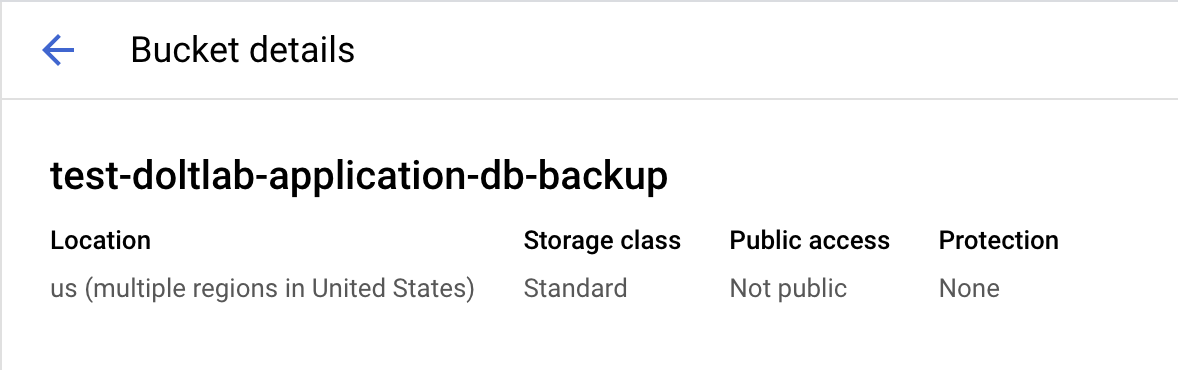 Bucket details
test-doltlab-application-db-backup
Location Storage class Public access Protection
us (multiple regions in United States) Standard Not public None